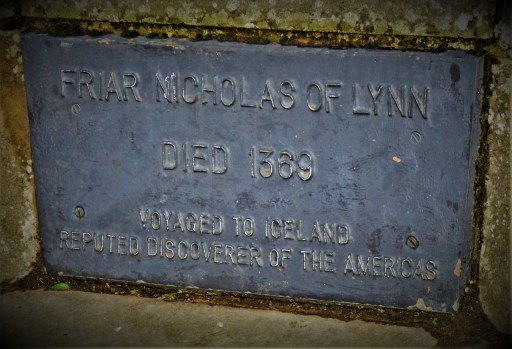 FRIAR NICHOLAS OF LYNN
DIED 1369
VOYAGED TO ICELAND
REPUTED DISCOVERER OF THE AMERICAS